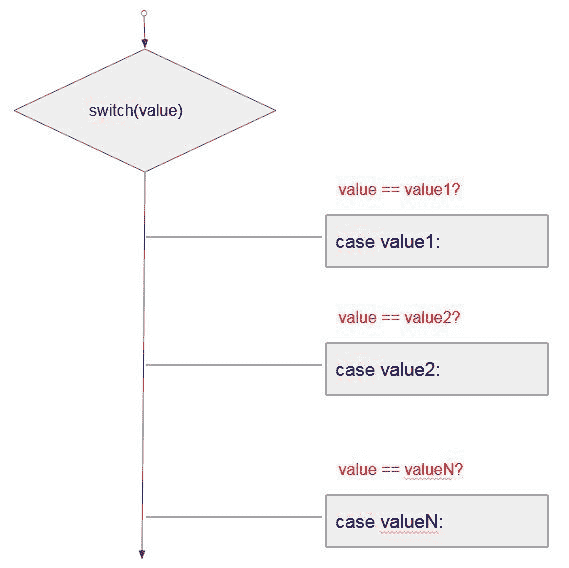 switch(value)
value == value1?
case value1:
value == value2?
case value2:
value == valueN?
case valueN: